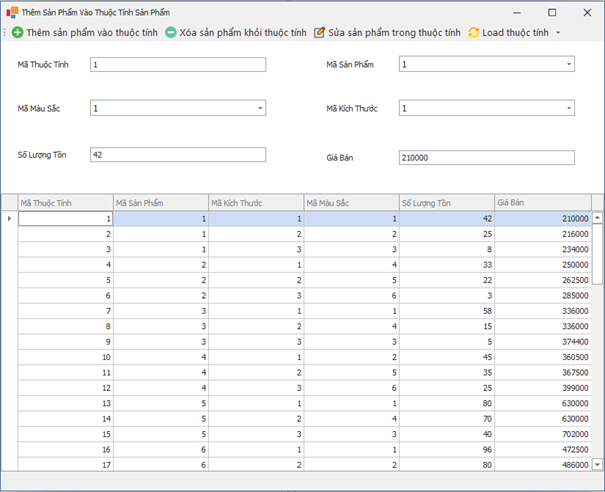 Thêm Sản Phẩm Vào Thuộc Tính Sản Phẩm
Thêm sản phẩm vào thuộc tính Xóa sản phẩm khỏi thuộc tính Sửa sản phẩm trong thuộc tính Load thuộc tính
Mã Thuộc Tính 1 Mã Sản Phẩm 1
Mã Màu Sắc 1 Mã Kích Thước 1
Số Lượng Tồn 42 Giá Bán 210000
Mã Thuộc Tính Mã Sản Phẩm Mã Kích Thước Mã Màu Sắc Số Lượng Tồn Giá Bán
1 1 1 1 42 210000
2 1 2 2 25 216000
3 1 3 3 8 234000
4 2 1 4 33 250000
5 2 2 5 22 262500
6 2 3 6 3 285000
7 3 1 1 58 336000
8 3 2 4 15 336000
9 3 3 3 5 374400
10 4 1 2 45 360500
11 4 2 5 35 367500
12 4 3 6 25 399000
13 5 1 1 80 630000
14 5 2 4 70 630000
15 5 3 3 40 702000
16 6 1 1 96 472500
17 6 2 2 80 486000